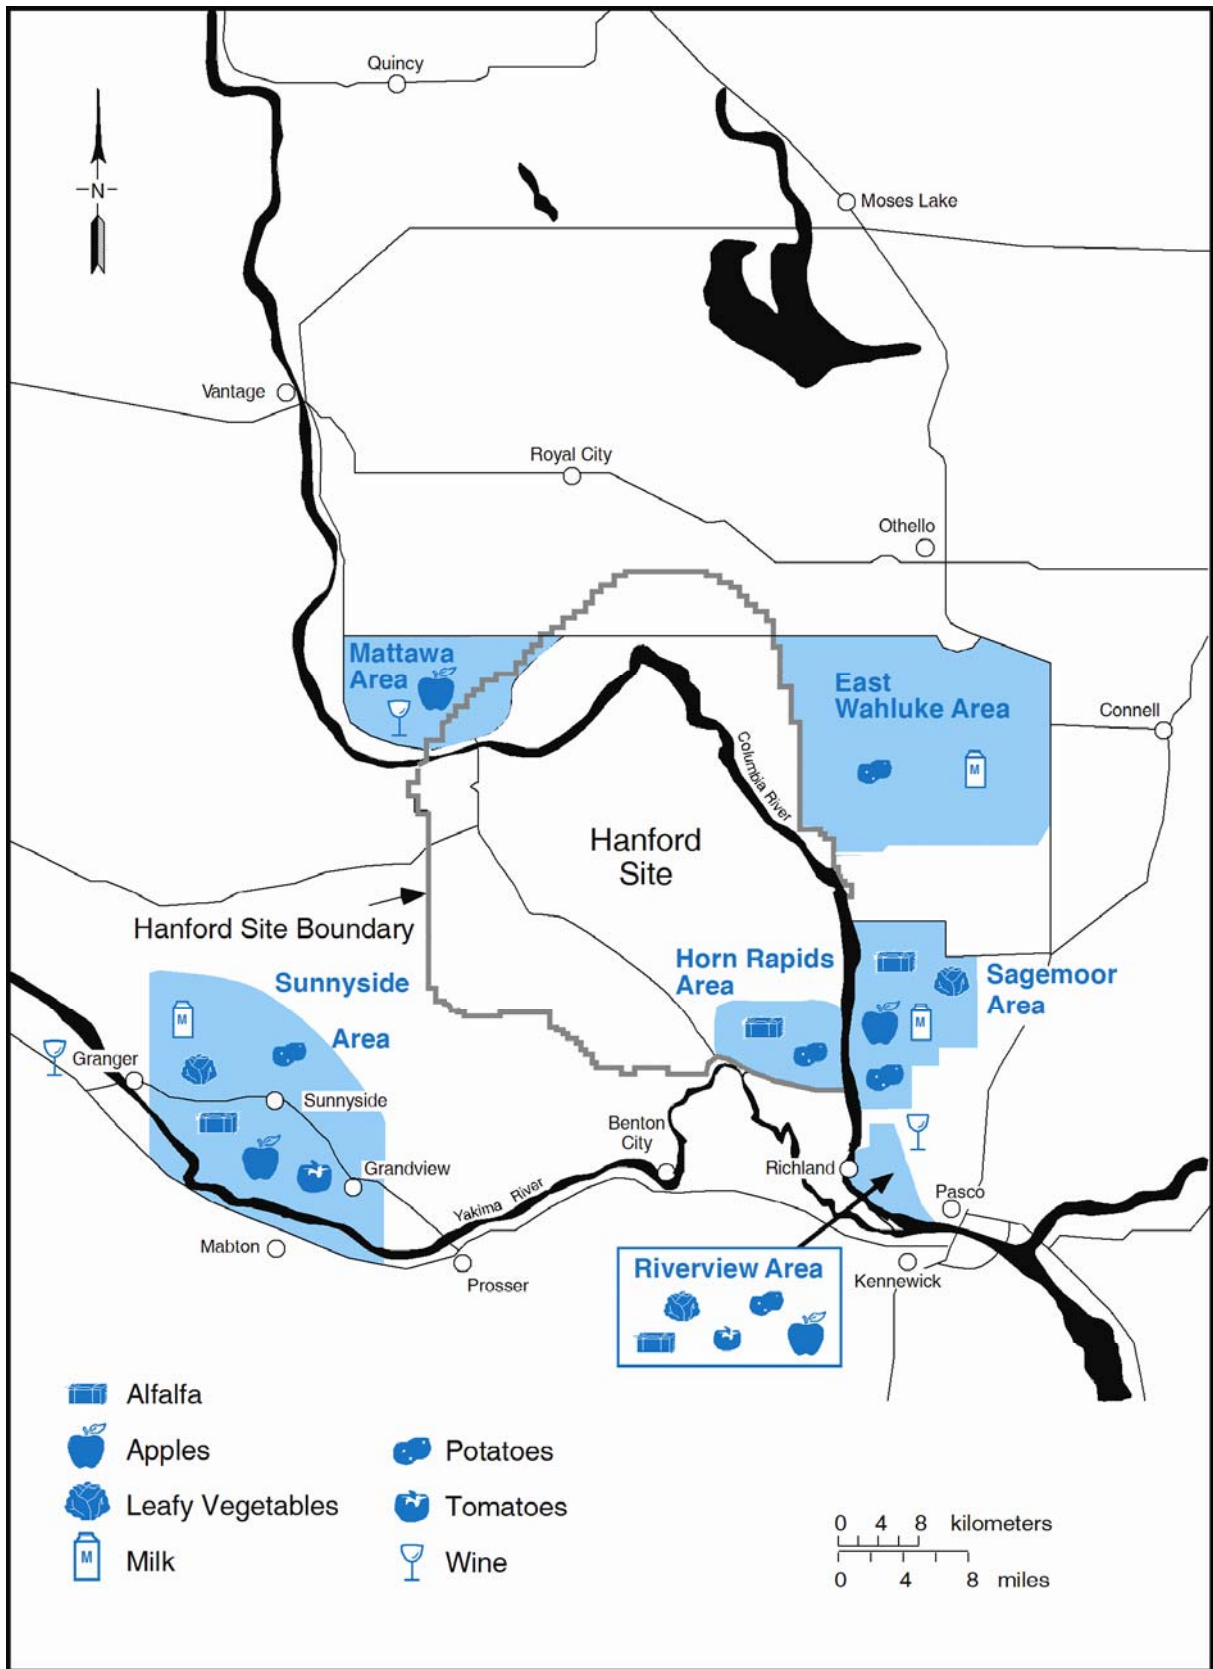 Quincy
N
Moses Lake
Vantage
Royal City
Othello
Mattawa
Area
East
Wahluke Area
Connell
M
Columbia River
Hanford
Site
Hanford Site Boundary
Horn Rapids
Area
Sunnyside
Area
Sagemoor
Area
M
M
Granger
Sunnyside
Benton
City
Grandview
Richland
Yakima River
Pasco
Mabton
Prosser
Kennewick
Riverview Area
Alfalfa
Apples
Potatoes
Leafy Vegetables
Tomatoes
M
Milk
Wine
0 4 8 kilometers
0 4 8 miles